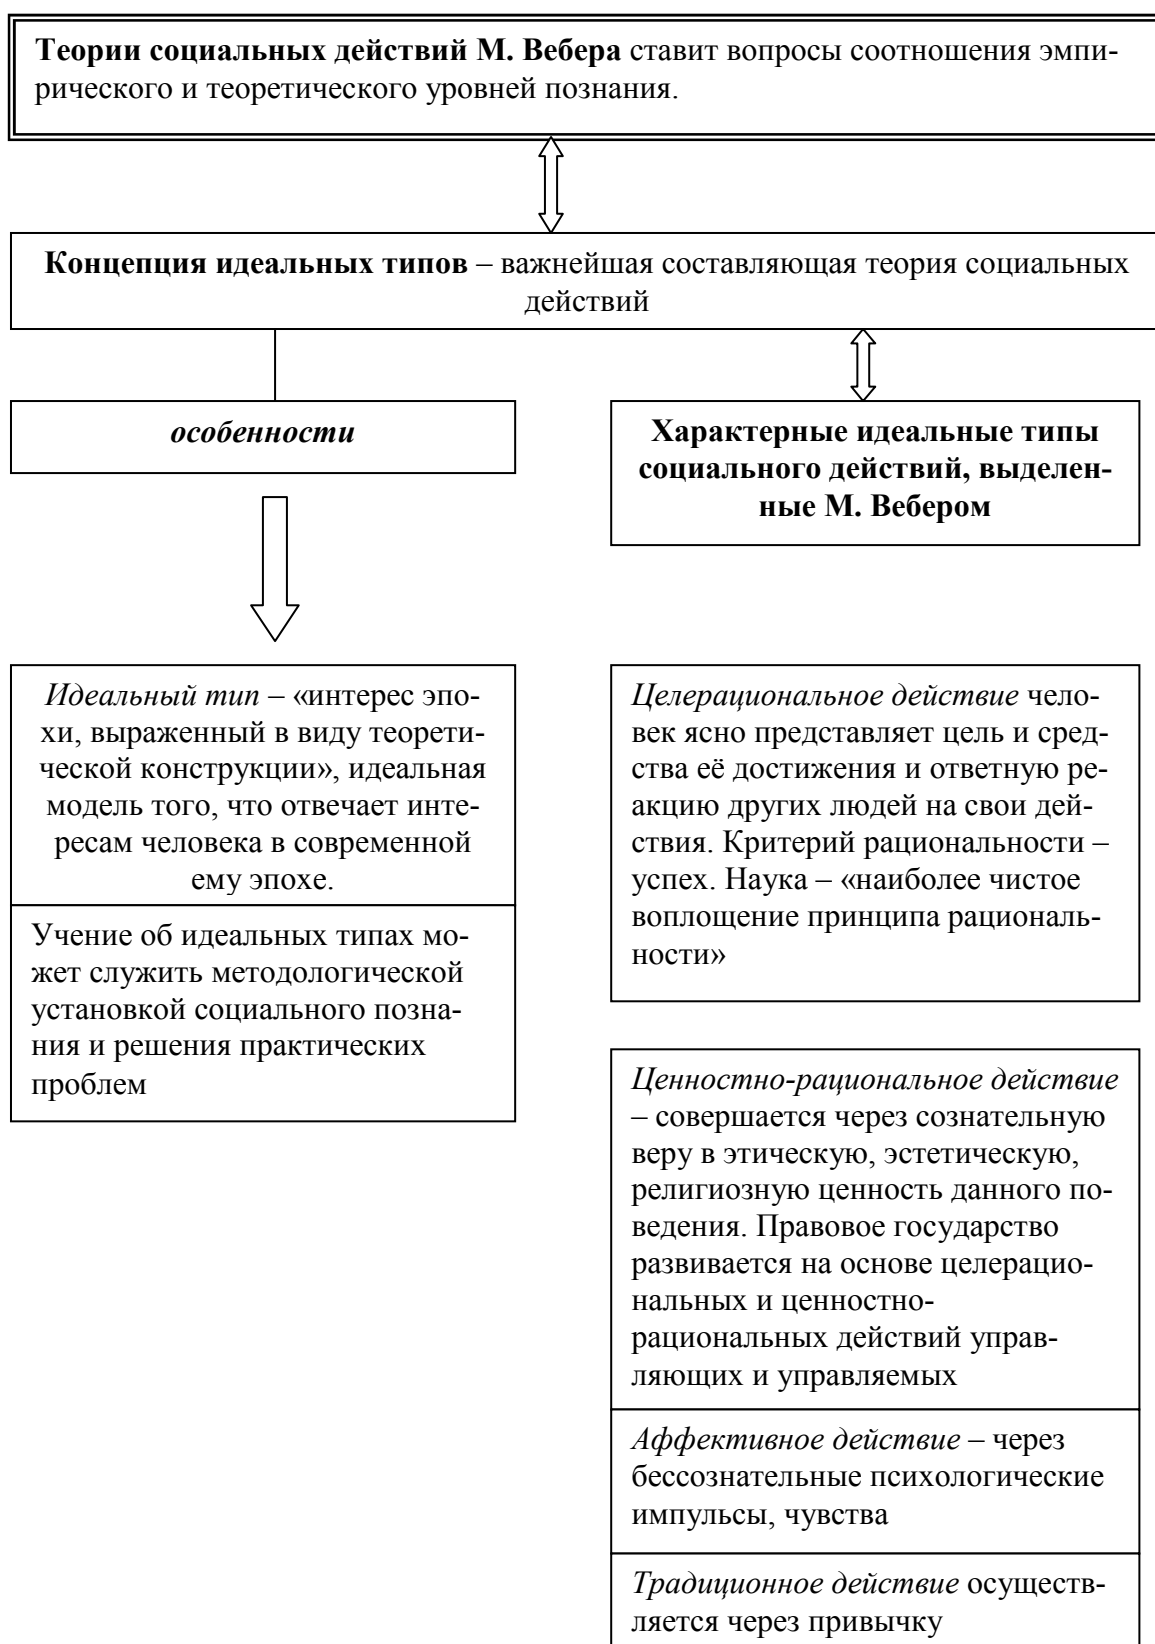 Теории социальных действий М. Вебера ставит вопросы соотношения эмпи-
рического и теоретического уровней познания.
Концепция идеальных типов – важнейшая составляющая теория социальных
действий
особенности
Характерные идеальные типы
социального действий, выделен-
ные М. Вебером
Идеальный тип – «интерес эпо-
хи, выраженный в виду теорети-
ческой конструкции», идеальная
модель того, что отвечает инте-
ресам человека в современной
ему эпохе.
Учение об идеальных типах мо-
жет служить методологической
установкой социального позна-
ния и решения практических
проблем
Целерациональное действие чело-
век ясно представляет цель и сред-
ства её достижения и ответную ре-
акцию других людей на свои дей-
ствия. Критерий рациональности –
успех. Наука – «наиболее чистое
воплощение принципа рациональ-
ности»
Ценностно-рациональное действие
– совершается через сознательную
веру в этическую, эстетическую,
религиозную ценность данного по-
ведения. Правовое государство
развивается на основе целерацио-
нальных и ценностно-
рациональных действий управ-
ляющих и управляемых
Аффективное действие – через
бессознательные психологические
импульсы, чувства
Традиционное действие осуществ-
ляется через привычку